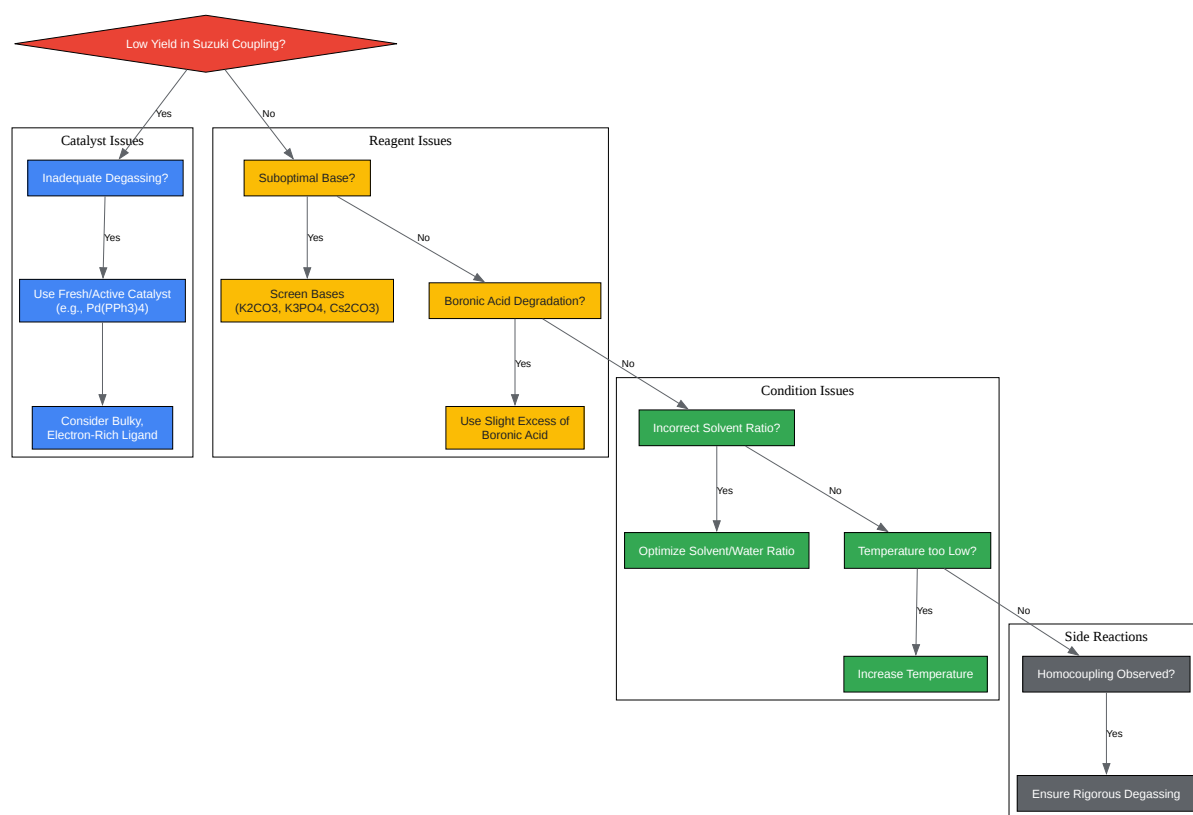 Low Yield in Suzuki Coupling?
Yes
No
Catalyst Issues
Inadequate Degassing?
Yes
Use Fresh/Active Catalyst
(e.g., Pd(PPh3)4)
Consider Bulky,
Electron-Rich Ligand
Reagent Issues
Suboptimal Base?
Yes
No
Screen Bases
(K2CO3, K3PO4, Cs2CO3)
Boronic Acid Degradation?
Yes
No
Use Slight Excess of
Boronic Acid
Condition Issues
Incorrect Solvent Ratio?
Yes
No
Optimize Solvent/Water Ratio
Temperature too Low?
Yes
No
Increase Temperature
Side Reactions
Homocoupling Observed?
Yes
Ensure Rigorous Degassing